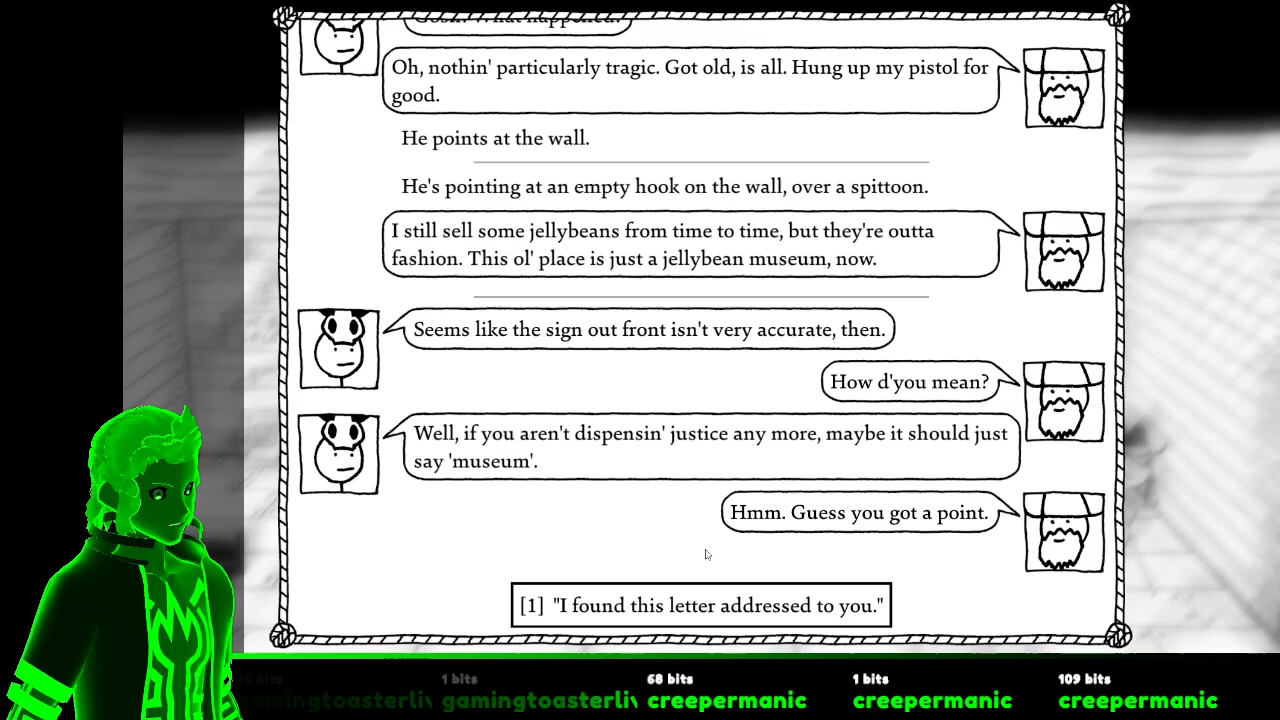 Oh, nothin' particularly tragic. Got old, is all. Hung up my pistol for
good.
He points at the wall.
He's pointing at an empty hook on the wall, over a spittoon.
I still sell some jellybeans from time to time, but they're outta
fashion. This ol' place is just a jellybean museum, now.
Seems like the sign out front isn't very accurate, then.
How d'you mean?
Well, if you aren't dispensin' justice any more, maybe it should just
say 'museum'.
Hmm. Guess you got a point.
[1] "I found this letter addressed to you."
bits 1 bits 68 bits 1 bits 109 bits
gamingtoasterliv gamingtoasterliv creepermanic creepermanic creepermanic